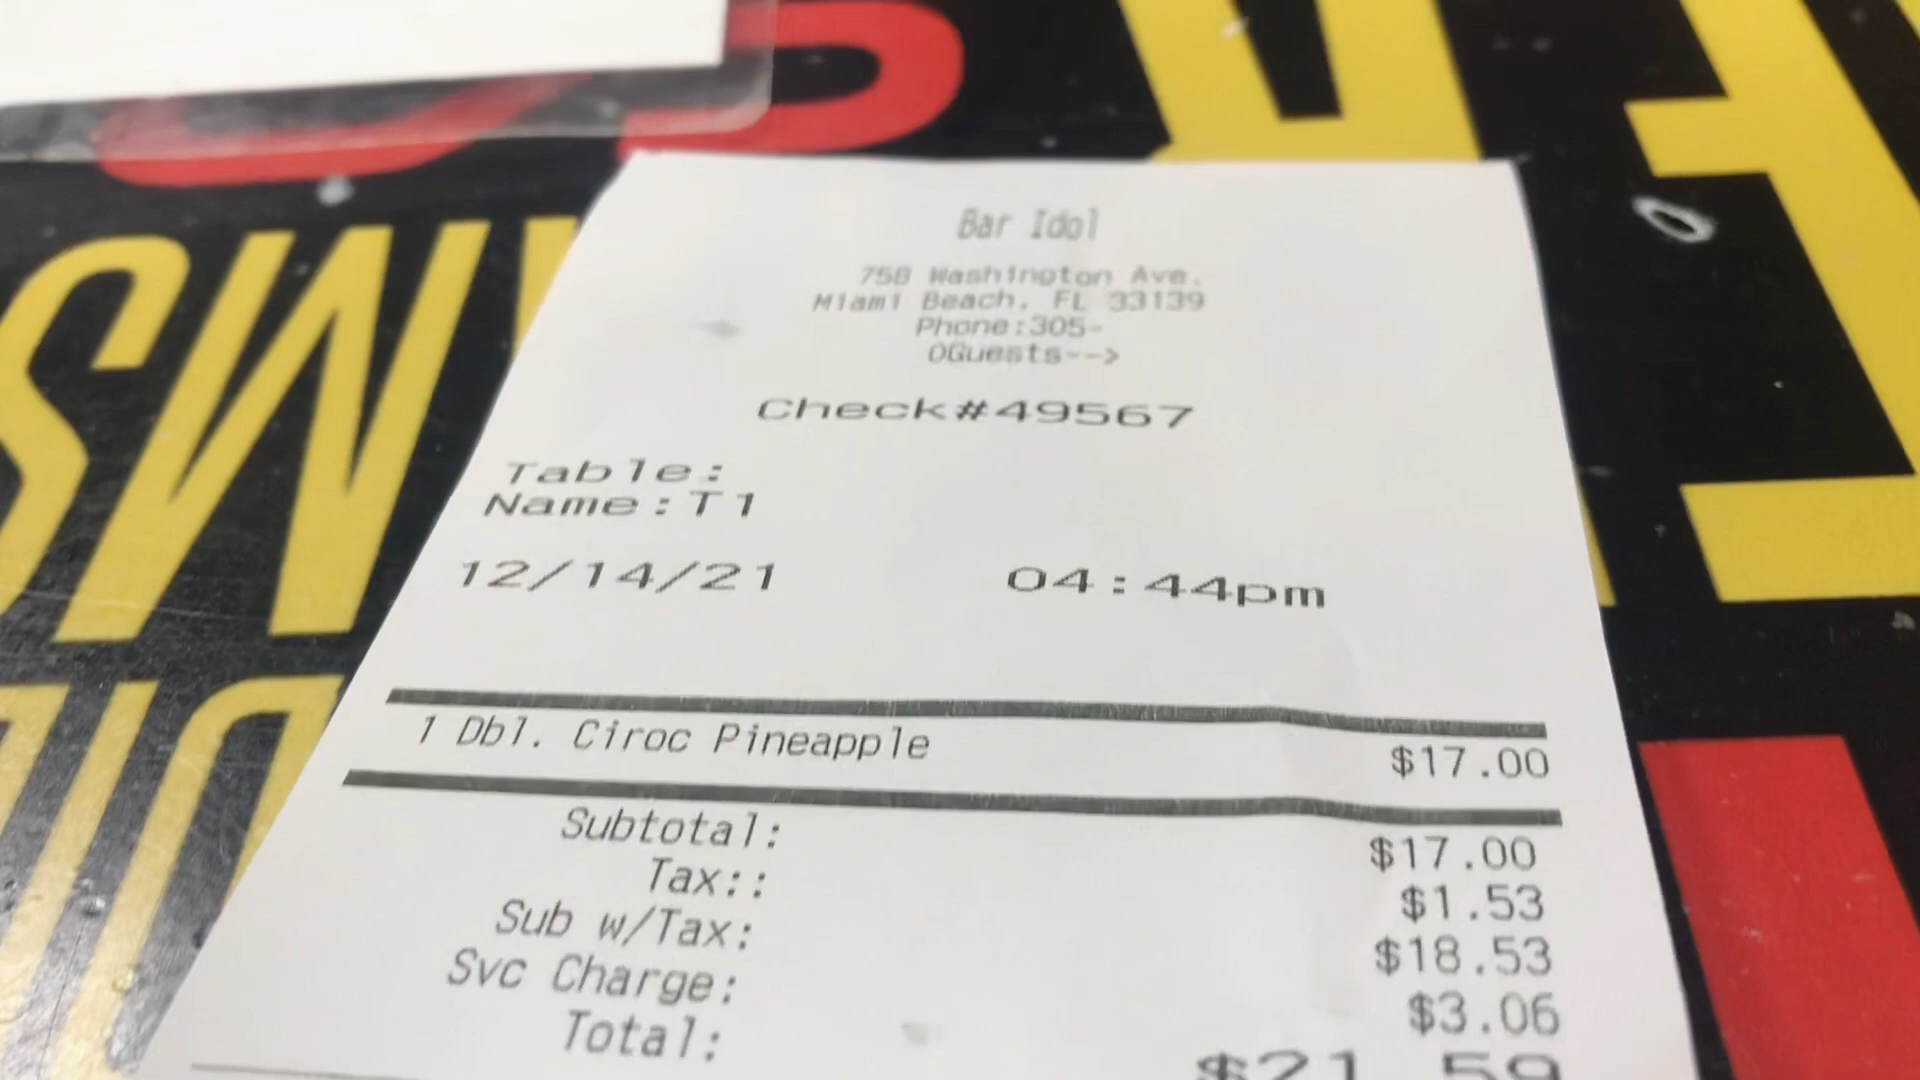 Bar Idol
758 Washington Ave.
Miami Beach, FL 33139
Phone:305-
0Guests-->
Check#49567
Table:
Name:T1
12/14/21 04:44pm
1 Dbl. Ciroc Pineapple $17.00
Subtotal: $17.00
Tax:: $1.53
Sub w/Tax: $18.53
Svc Charge: $3.06
Total: $21.59